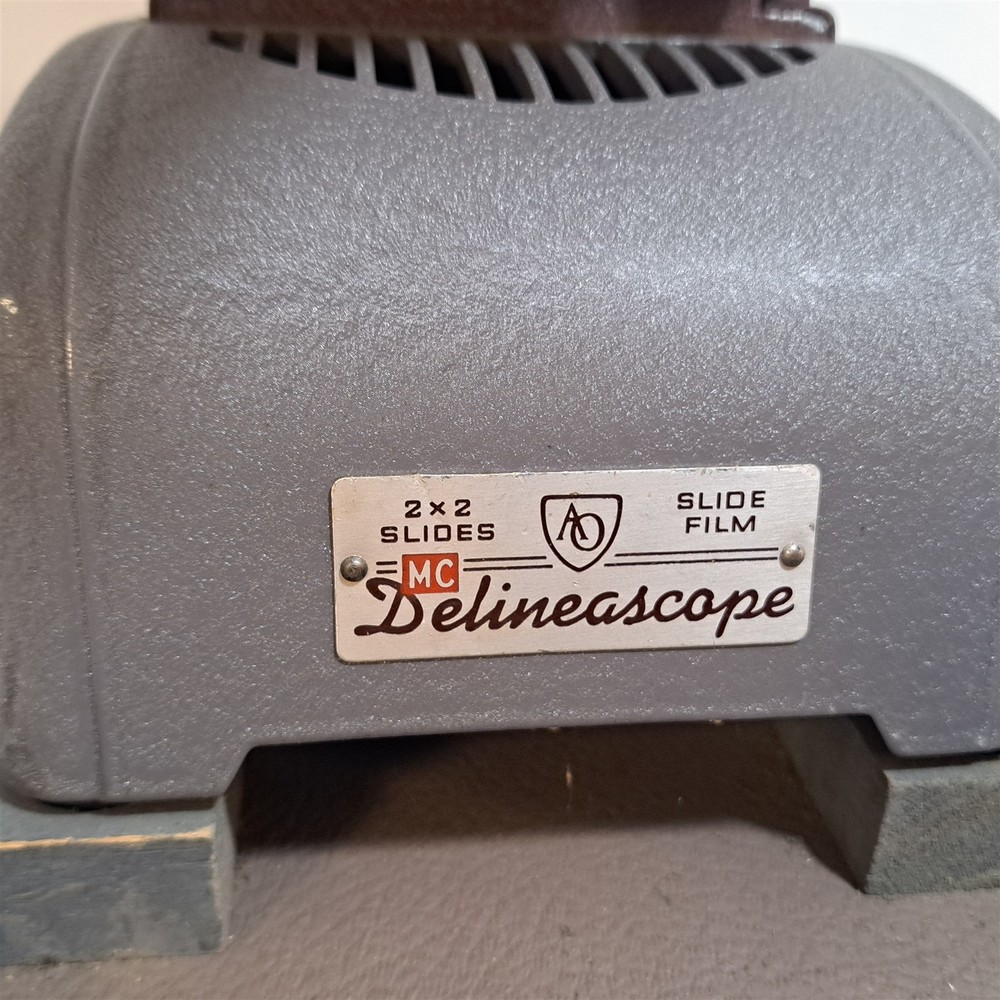 2×2
SLIDES
AO
SLIDE
FILM
MC
Delineascope